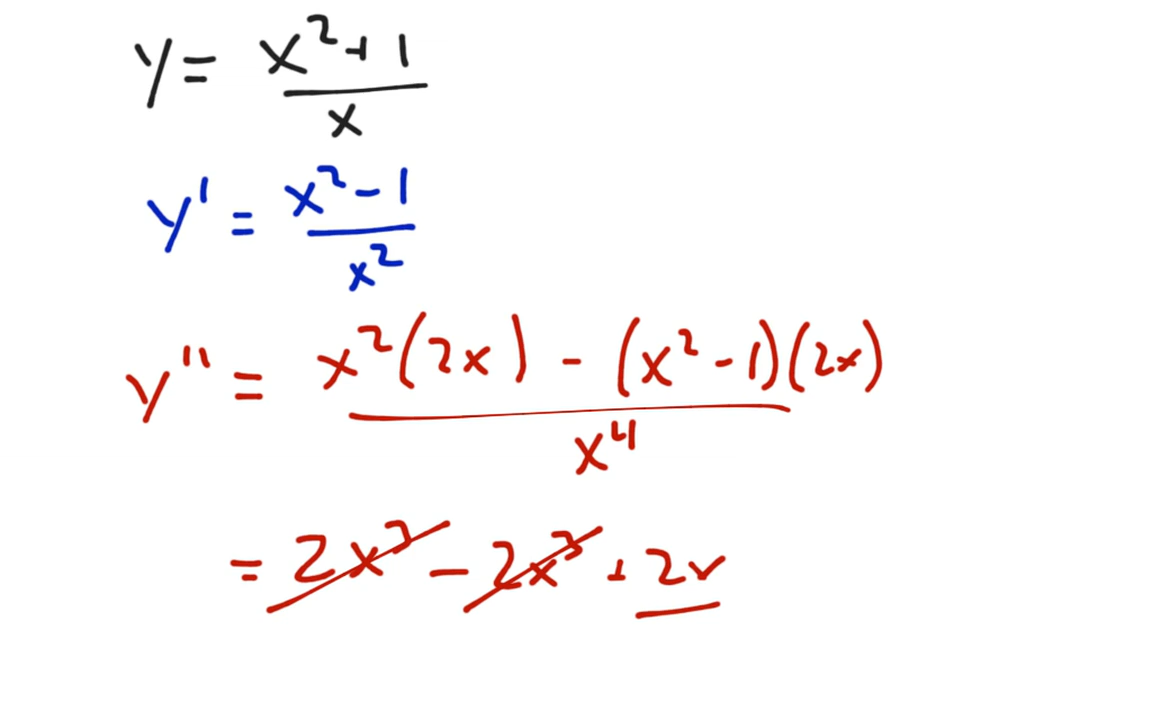 y = x²+1 / x
y' = x²-1 / x²
y'' = x²(2x) - (x²-1)(2x) / x⁴
= 2x³ - 2x³ + 2x